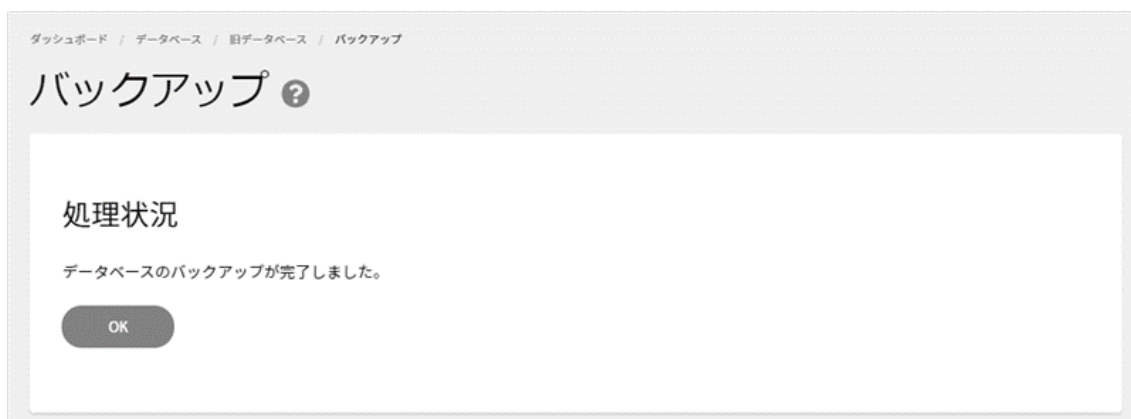 ダッシュボード / データベース / 旧データベース / バックアップ
バックアップ ?
処理状況
データベースのバックアップが完了しました。
OK